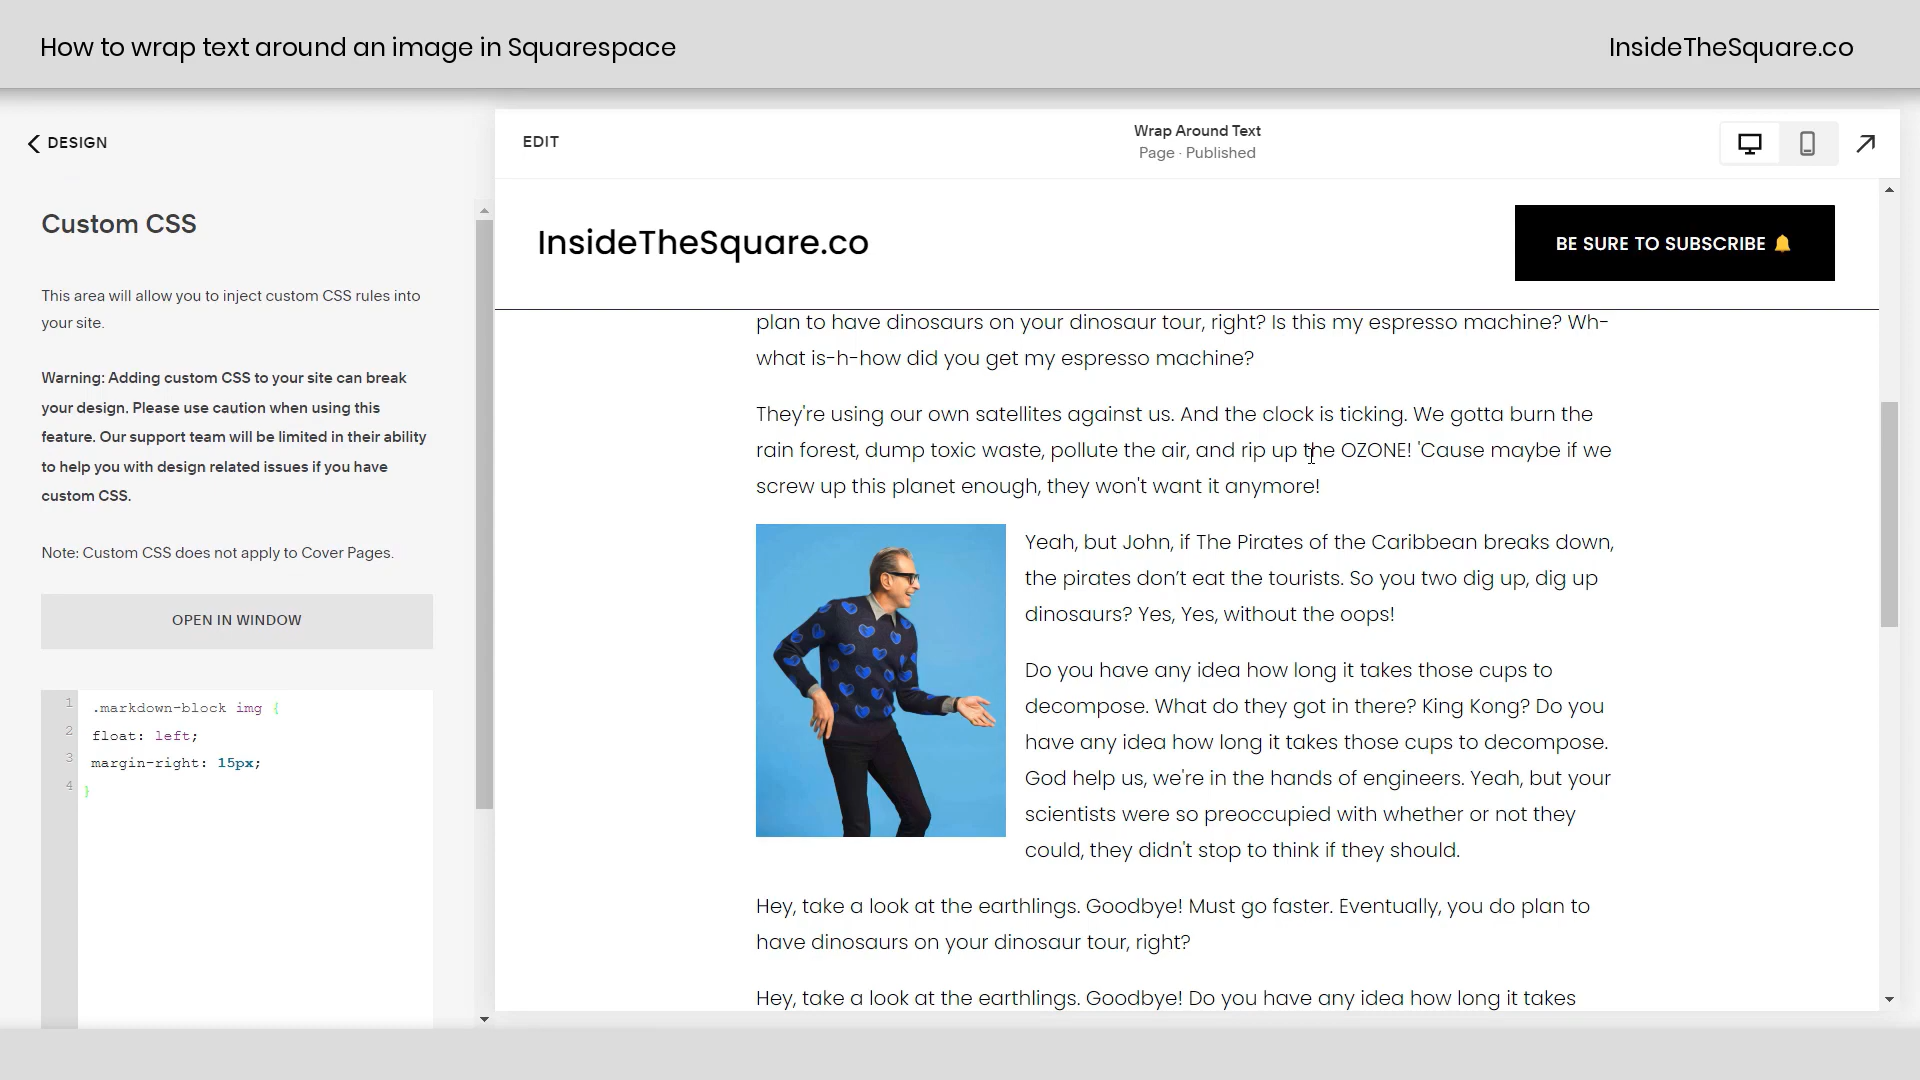 How to wrap text around an image in Squarespace
InsideTheSquare.co
DESIGN
Custom CSS
This area will allow you to inject custom CSS rules into
your site.
Warning: Adding custom CSS to your site can break
your design. Please use caution when using this
feature. Our support team will be limited in their ability
to help you with design related issues if you have
custom CSS.
Note: Custom CSS does not apply to Cover Pages.
OPEN IN WINDOW
1 .markdown-block img {
2 float: left;
3 margin-right: 15px;
4 }
EDIT
Wrap Around Text
Page · Published
InsideTheSquare.co
BE SURE TO SUBSCRIBE 🔔
plan to have dinosaurs on your dinosaur tour, right? Is this my espresso machine? Wh-
what is-h-how did you get my espresso machine?
They're using our own satellites against us. And the clock is ticking. We gotta burn the
rain forest, dump toxic waste, pollute the air, and rip up the OZONE! 'Cause maybe if we
screw up this planet enough, they won't want it anymore!
Yeah, but John, if The Pirates of the Caribbean breaks down,
the pirates don’t eat the tourists. So you two dig up, dig up
dinosaurs? Yes, Yes, without the oops!
Do you have any idea how long it takes those cups to
decompose. What do they got in there? King Kong? Do you
have any idea how long it takes those cups to decompose.
God help us, we're in the hands of engineers. Yeah, but your
scientists were so preoccupied with whether or not they
could, they didn't stop to think if they should.
Hey, take a look at the earthlings. Goodbye! Must go faster. Eventually, you do plan to
have dinosaurs on your dinosaur tour, right?
Hey, take a look at the earthlings. Goodbye! Do you have any idea how long it takes